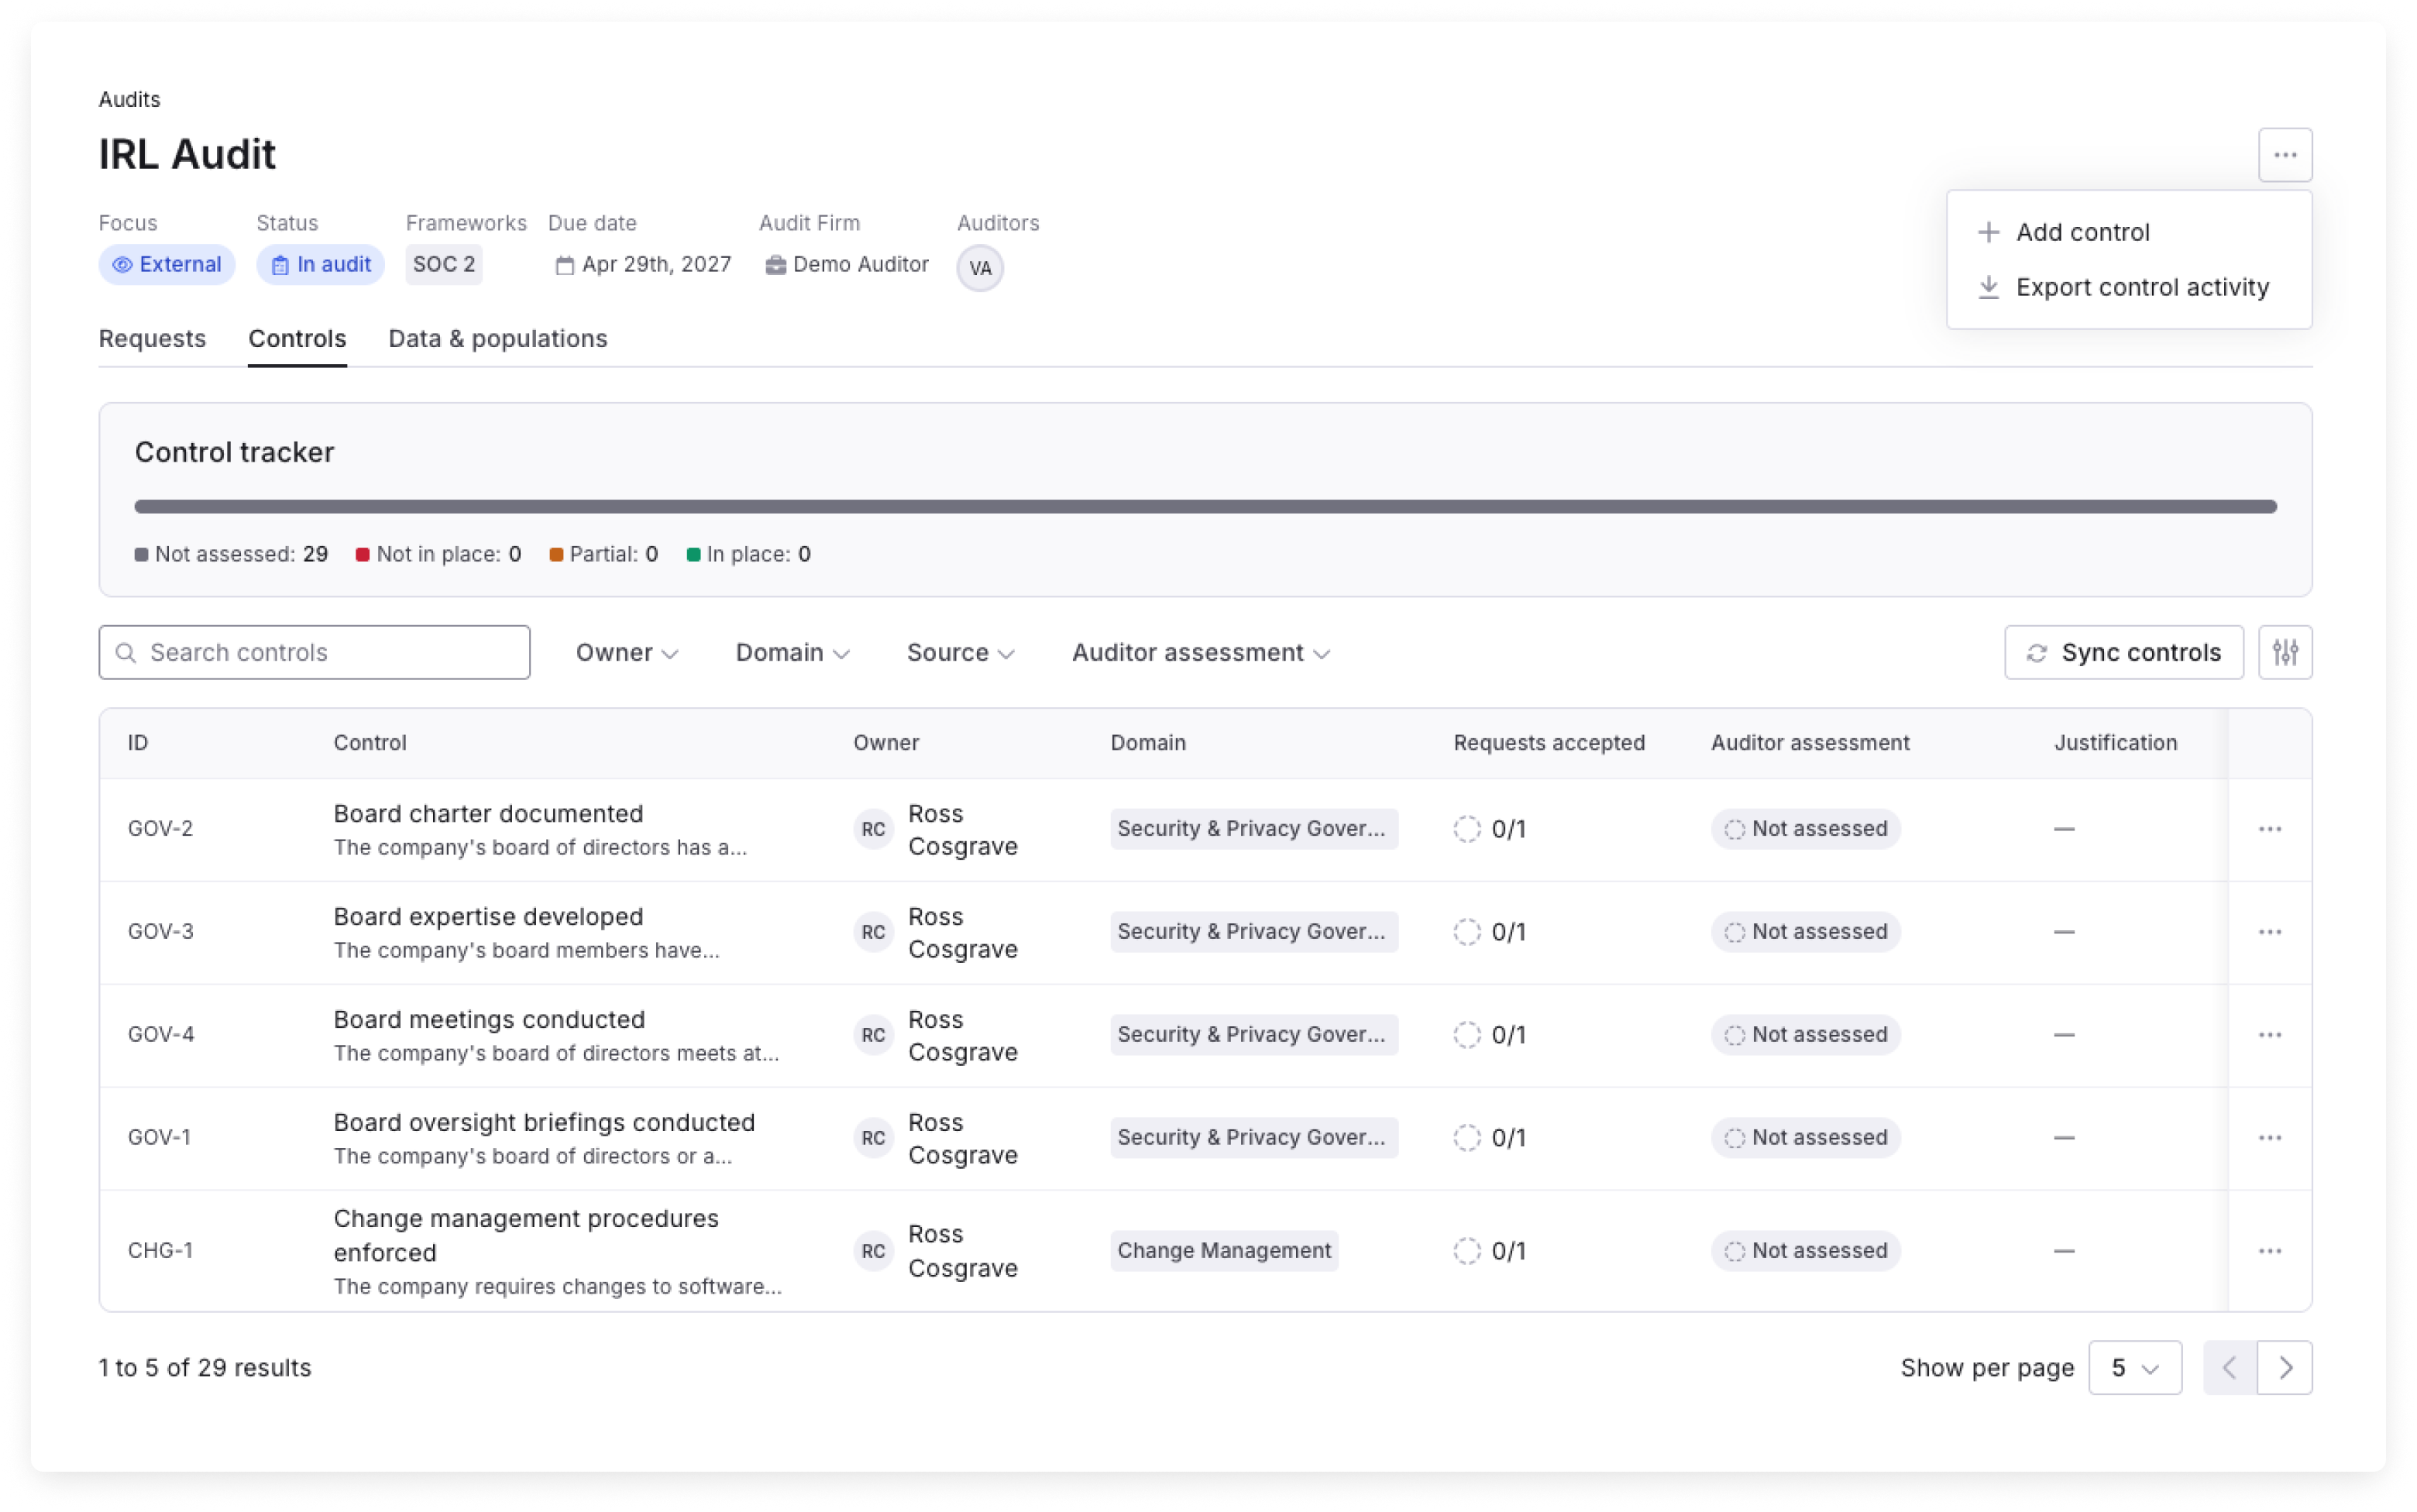 Audits
IRL Audit
...
Add control
Export control activity
Focus Status Frameworks Due date Audit Firm Auditors
External In audit SOC 2 Apr 29th, 2027 Demo Auditor VA
Requests Controls Data & populations
Control tracker
Not assessed: 29 Not in place: 0 Partial: 0 In place: 0
Search controls Owner Domain Source Auditor assessment Sync controls
ID Control Owner Domain Requests accepted Auditor assessment Justification
GOV-2 Board charter documented RC Ross Cosgrave Security & Privacy Gover... 0/1 Not assessed —
The company's board of directors has a...
GOV-3 Board expertise developed RC Ross Cosgrave Security & Privacy Gover... 0/1 Not assessed —
The company's board members have...
GOV-4 Board meetings conducted RC Ross Cosgrave Security & Privacy Gover... 0/1 Not assessed —
The company's board of directors meets at...
GOV-1 Board oversight briefings conducted RC Ross Cosgrave Security & Privacy Gover... 0/1 Not assessed —
The company's board of directors or a...
CHG-1 Change management procedures enforced RC Ross Cosgrave Change Management 0/1 Not assessed —
The company requires changes to software...
1 to 5 of 29 results Show per page 5